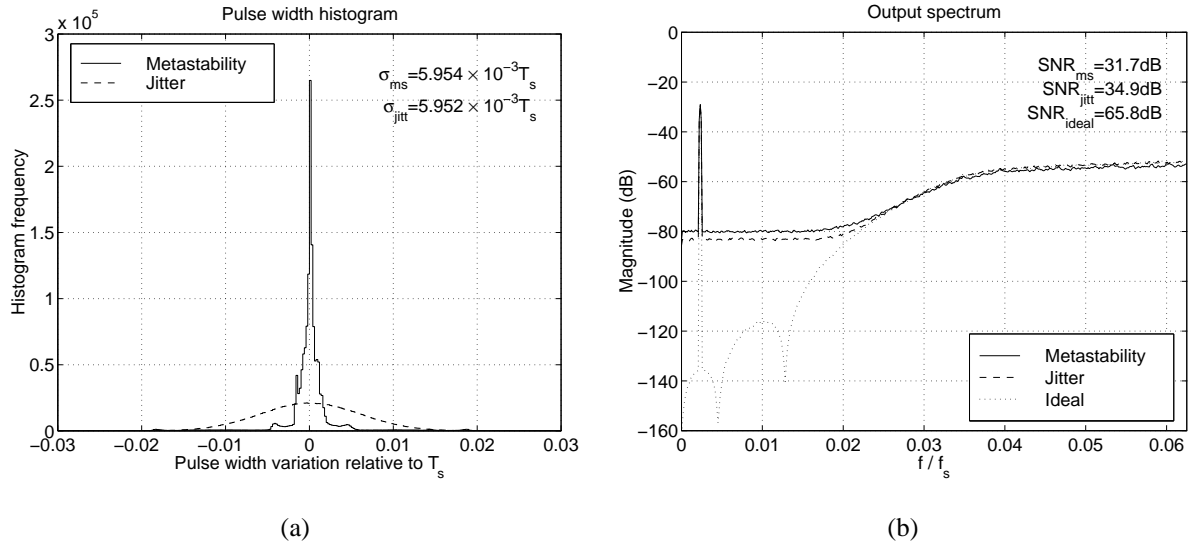 Pulse width histogram
x 10^5
3
2.5
2
1.5
1
0.5
0
Histogram frequency
Metastability
Jitter
σ_ms=5.954 × 10^-3 T_s
σ_jitt=5.952 × 10^-3 T_s
−0.03 −0.02 −0.01 0 0.01 0.02 0.03
Pulse width variation relative to T_s
(a)
Output spectrum
0
−20
−40
−60
−80
−100
−120
−140
−160
Magnitude (dB)
SNR_ms=31.7dB
SNR_jitt=34.9dB
SNR_ideal=65.8dB
Metastability
Jitter
Ideal
0 0.01 0.02 0.03 0.04 0.05 0.06
f / f_s
(b)